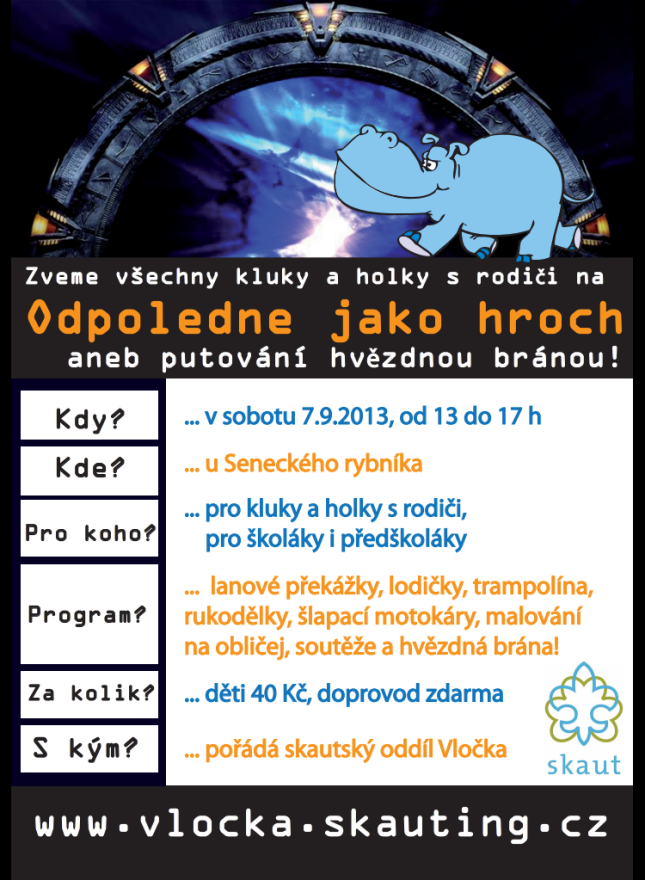 Zveme všechny kluky a holky s rodiči na
Odpoledne jako hroch
aneb putování hvězdnou bránou!
Kdy?
... v sobotu 7.9.2013, od 13 do 17 h
Kde?
... u Seneckého rybníka
Pro koho?
... pro kluky a holky s rodiči,
pro školáky i předškoláky
Program?
... lanové překážky, lodičky, trampolína,
rukodělky, šlapací motokáry, malování
na obličej, soutěže a hvězdná brána!
Za kolik?
... děti 40 Kč, doprovod zdarma
S kým?
... pořádá skautský oddíl Vločka
skaut
www.vlocka.skauting.cz